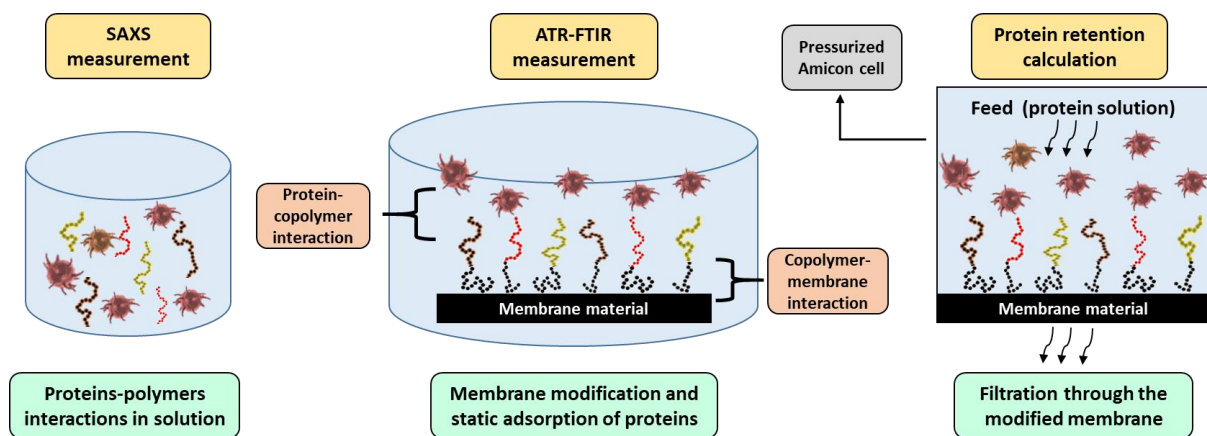 SAXS
measurement
ATR-FTIR
measurement
Pressurized
Amicon cell
Protein retention
calculation
Feed (protein solution)
Protein-
copolymer
interaction
Copolymer-
membrane
interaction
Membrane material
Membrane material
Proteins-polymers
interactions in solution
Membrane modification and
static adsorption of proteins
Filtration through the
modified membrane